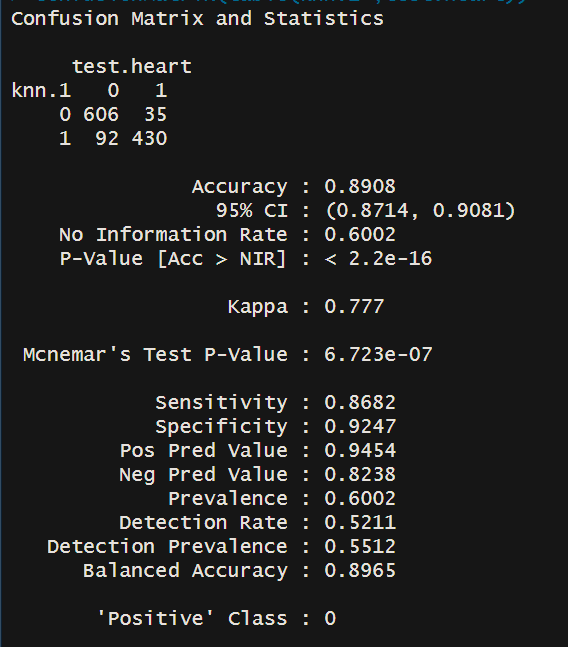 Confusion Matrix and Statistics
test.heart
knn.1 0 1
0 606 35
1 92 430
Accuracy : 0.8908
95% CI : (0.8714, 0.9081)
No Information Rate : 0.6002
P-Value [Acc > NIR] : < 2.2e-16
Kappa : 0.777
Mcnemar's Test P-Value : 6.723e-07
Sensitivity : 0.8682
Specificity : 0.9247
Pos Pred Value : 0.9454
Neg Pred Value : 0.8238
Prevalence : 0.6002
Detection Rate : 0.5211
Detection Prevalence : 0.5512
Balanced Accuracy : 0.8965
'Positive' Class : 0